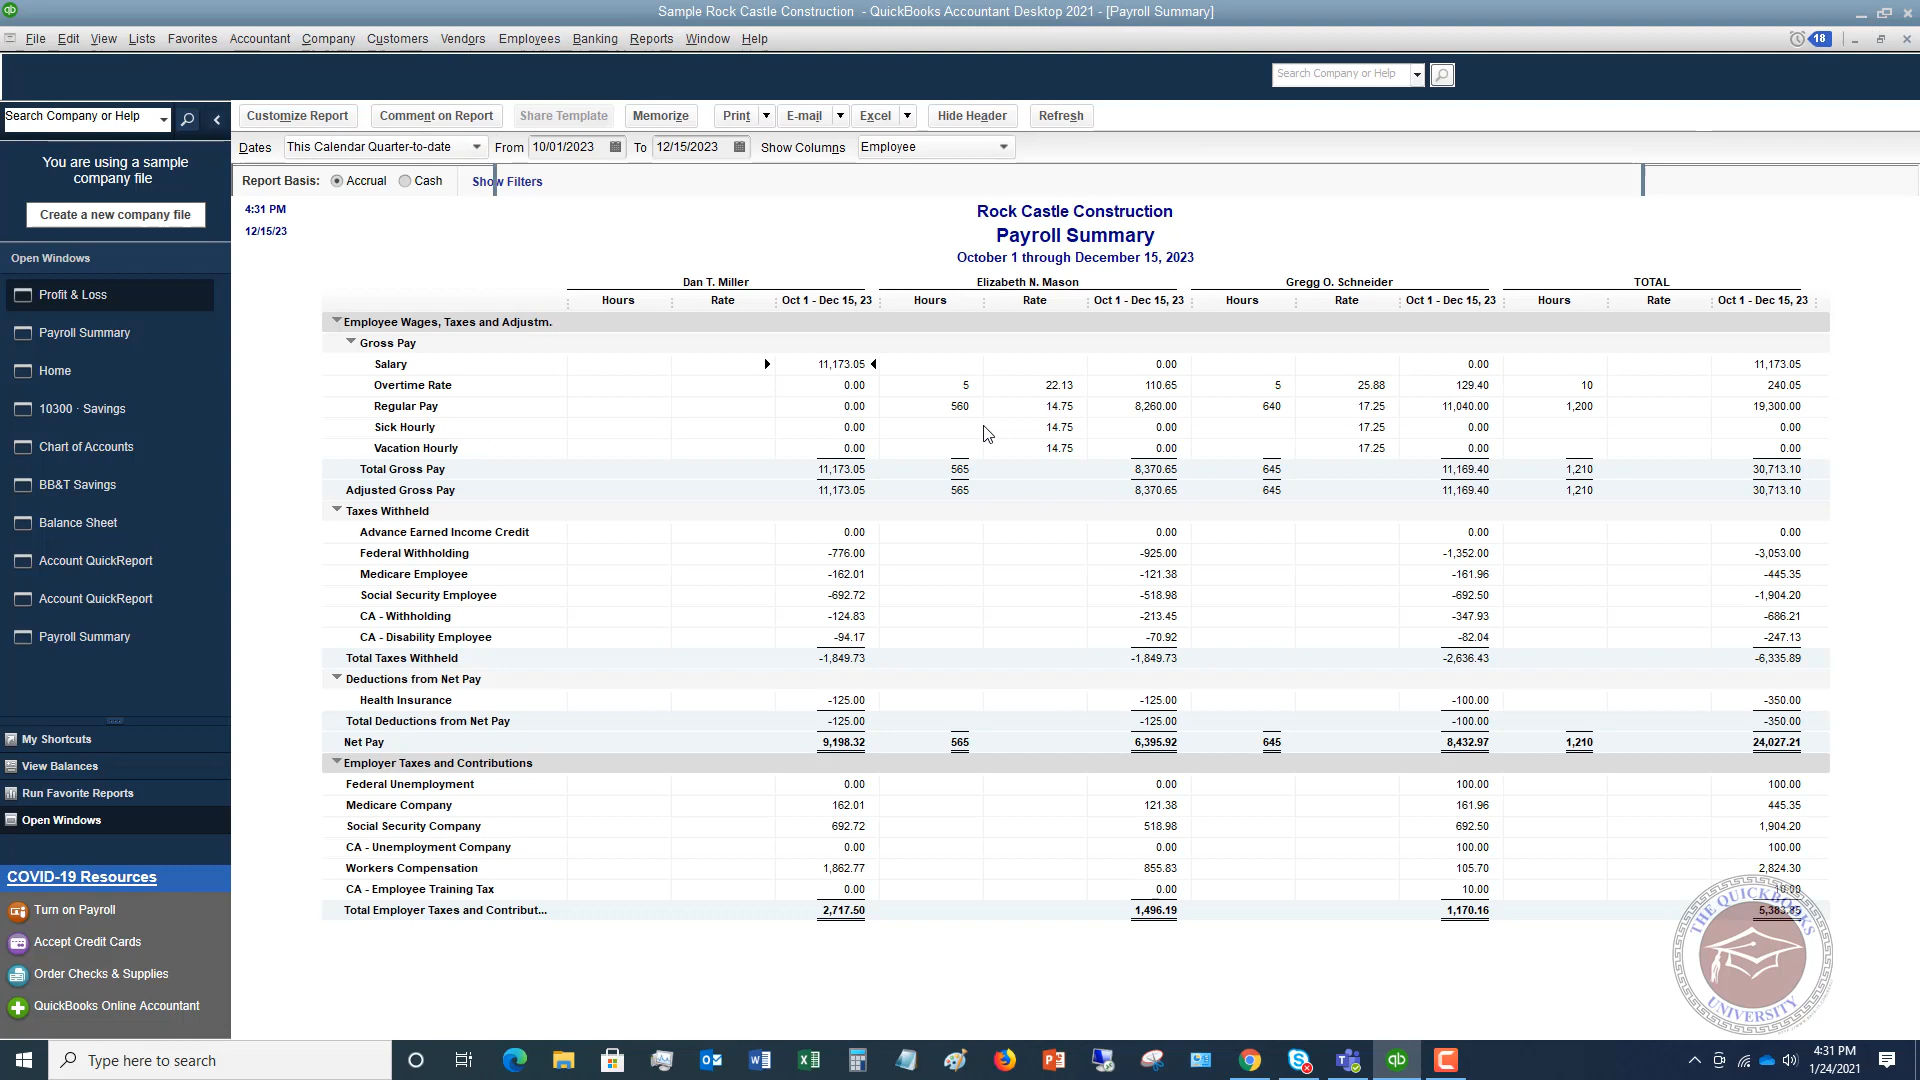 Sample Rock Castle Construction - QuickBooks Accountant Desktop 2021 - [Payroll Summary]
File Edit View Lists Favorites Accountant Company Customers Vendors Employees Banking Reports Window Help 18
Search Company or Help
Search Company or Help
Customize Report Comment on Report Share Template Memorize Print E-mail Excel Hide Header Refresh
Dates This Calendar Quarter-to-date From 10/01/2023 To 12/15/2023 Show Columns Employee
Report Basis: Accrual Cash Show Filters
You are using a sample
company file
Create a new company file
Open Windows
Profit & Loss
Payroll Summary
Home
10300 · Savings
Chart of Accounts
BB&T Savings
Balance Sheet
Account QuickReport
Account QuickReport
Payroll Summary
My Shortcuts
View Balances
Run Favorite Reports
Open Windows
COVID-19 Resources
Turn on Payroll
Accept Credit Cards
Order Checks & Supplies
QuickBooks Online Accountant
4:31 PM
12/15/23
Rock Castle Construction
Payroll Summary
October 1 through December 15, 2023
Dan T. Miller Elizabeth N. Mason Gregg O. Schneider TOTAL
Hours Rate Oct 1 - Dec 15, 23 Hours Rate Oct 1 - Dec 15, 23 Hours Rate Oct 1 - Dec 15, 23 Hours Rate Oct 1 - Dec 15, 23
Employee Wages, Taxes and Adjustm.
Gross Pay
Salary 11,173.05 0.00 0.00 11,173.05
Overtime Rate 0.00 5 22.13 110.65 5 25.88 129.40 10 240.05
Regular Pay 0.00 560 14.75 8,260.00 640 17.25 11,040.00 1,200 19,300.00
Sick Hourly 0.00 14.75 0.00 17.25 0.00 0.00
Vacation Hourly 0.00 14.75 0.00 17.25 0.00 0.00
Total Gross Pay 11,173.05 565 8,370.65 645 11,169.40 1,210 30,713.10
Adjusted Gross Pay 11,173.05 565 8,370.65 645 11,169.40 1,210 30,713.10
Taxes Withheld
Advance Earned Income Credit 0.00 0.00 0.00 0.00
Federal Withholding -776.00 -925.00 -1,352.00 -3,053.00
Medicare Employee -162.01 -121.38 -161.96 -445.35
Social Security Employee -692.72 -518.98 -692.50 -1,904.20
CA - Withholding -124.83 -213.45 -347.93 -686.21
CA - Disability Employee -94.17 -70.92 -82.04 -247.13
Total Taxes Withheld -1,849.73 -1,849.73 -2,636.43 -6,335.89
Deductions from Net Pay
Health Insurance -125.00 -125.00 -100.00 -350.00
Total Deductions from Net Pay -125.00 -125.00 -100.00 -350.00
Net Pay 9,198.32 565 6,395.92 645 8,432.97 1,210 24,027.21
Employer Taxes and Contributions
Federal Unemployment 0.00 0.00 100.00 100.00
Medicare Company 162.01 121.38 161.96 445.35
Social Security Company 692.72 518.98 692.50 1,904.20
CA - Unemployment Company 0.00 0.00 100.00 100.00
Workers Compensation 1,862.77 855.83 105.70 2,824.30
CA - Employee Training Tax 0.00 0.00 10.00 10.00
Total Employer Taxes and Contribut... 2,717.50 1,496.19 1,170.16 5,383.85
THE QUICKBOOKS
UNIVERSITY
Type here to search
4:31 PM
1/24/2021